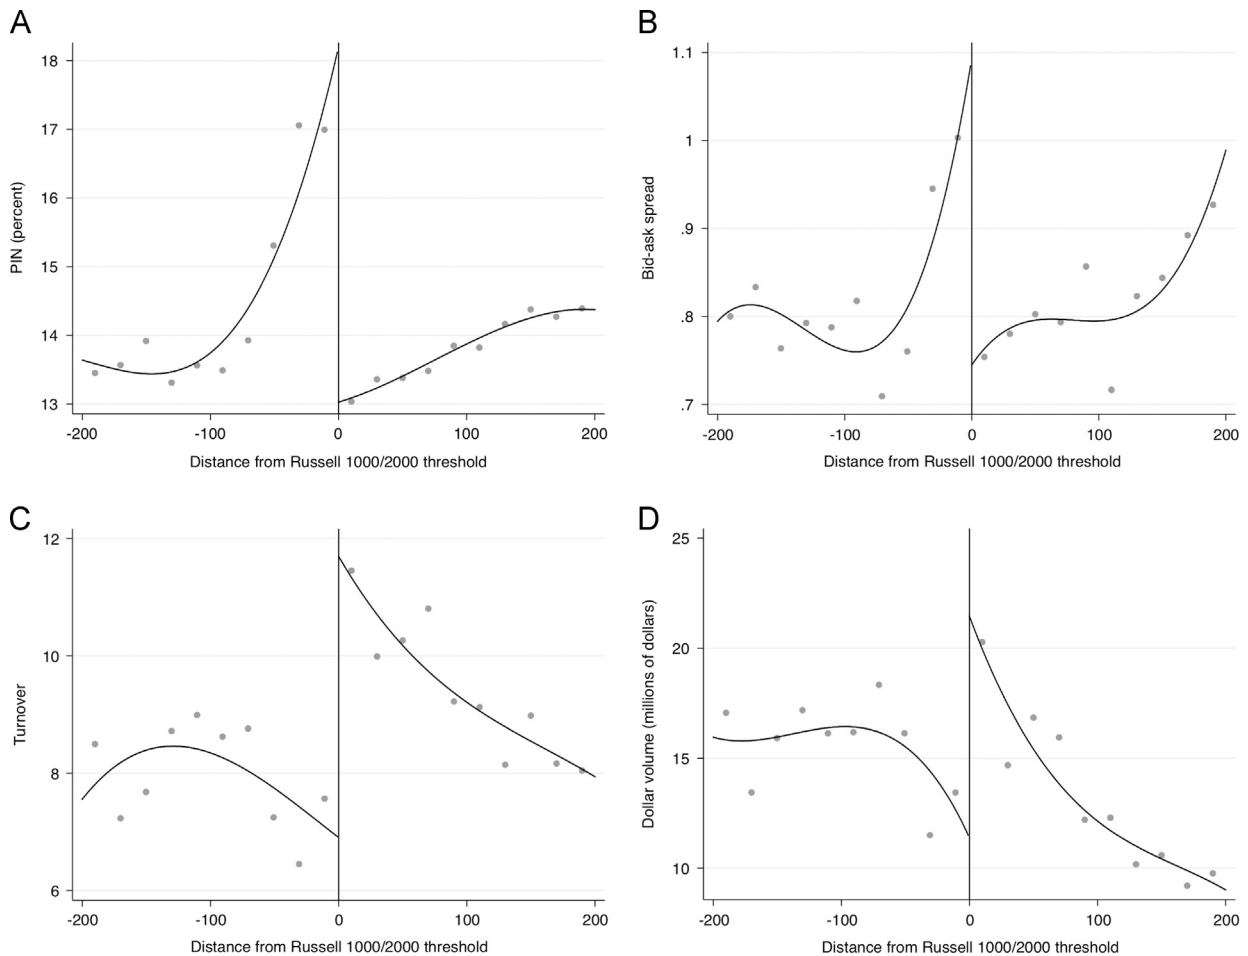 A
PIN (percent)
18
17
16
15
14
13
-200 -100 0 100 200
Distance from Russell 1000/2000 threshold
B
Bid-ask spread
1.1
1
.9
.8
.7
-200 -100 0 100 200
Distance from Russell 1000/2000 threshold
C
Turnover
12
10
8
6
-200 -100 0 100 200
Distance from Russell 1000/2000 threshold
D
Dollar volume (millions of dollars)
25
20
15
10
-200 -100 0 100 200
Distance from Russell 1000/2000 threshold